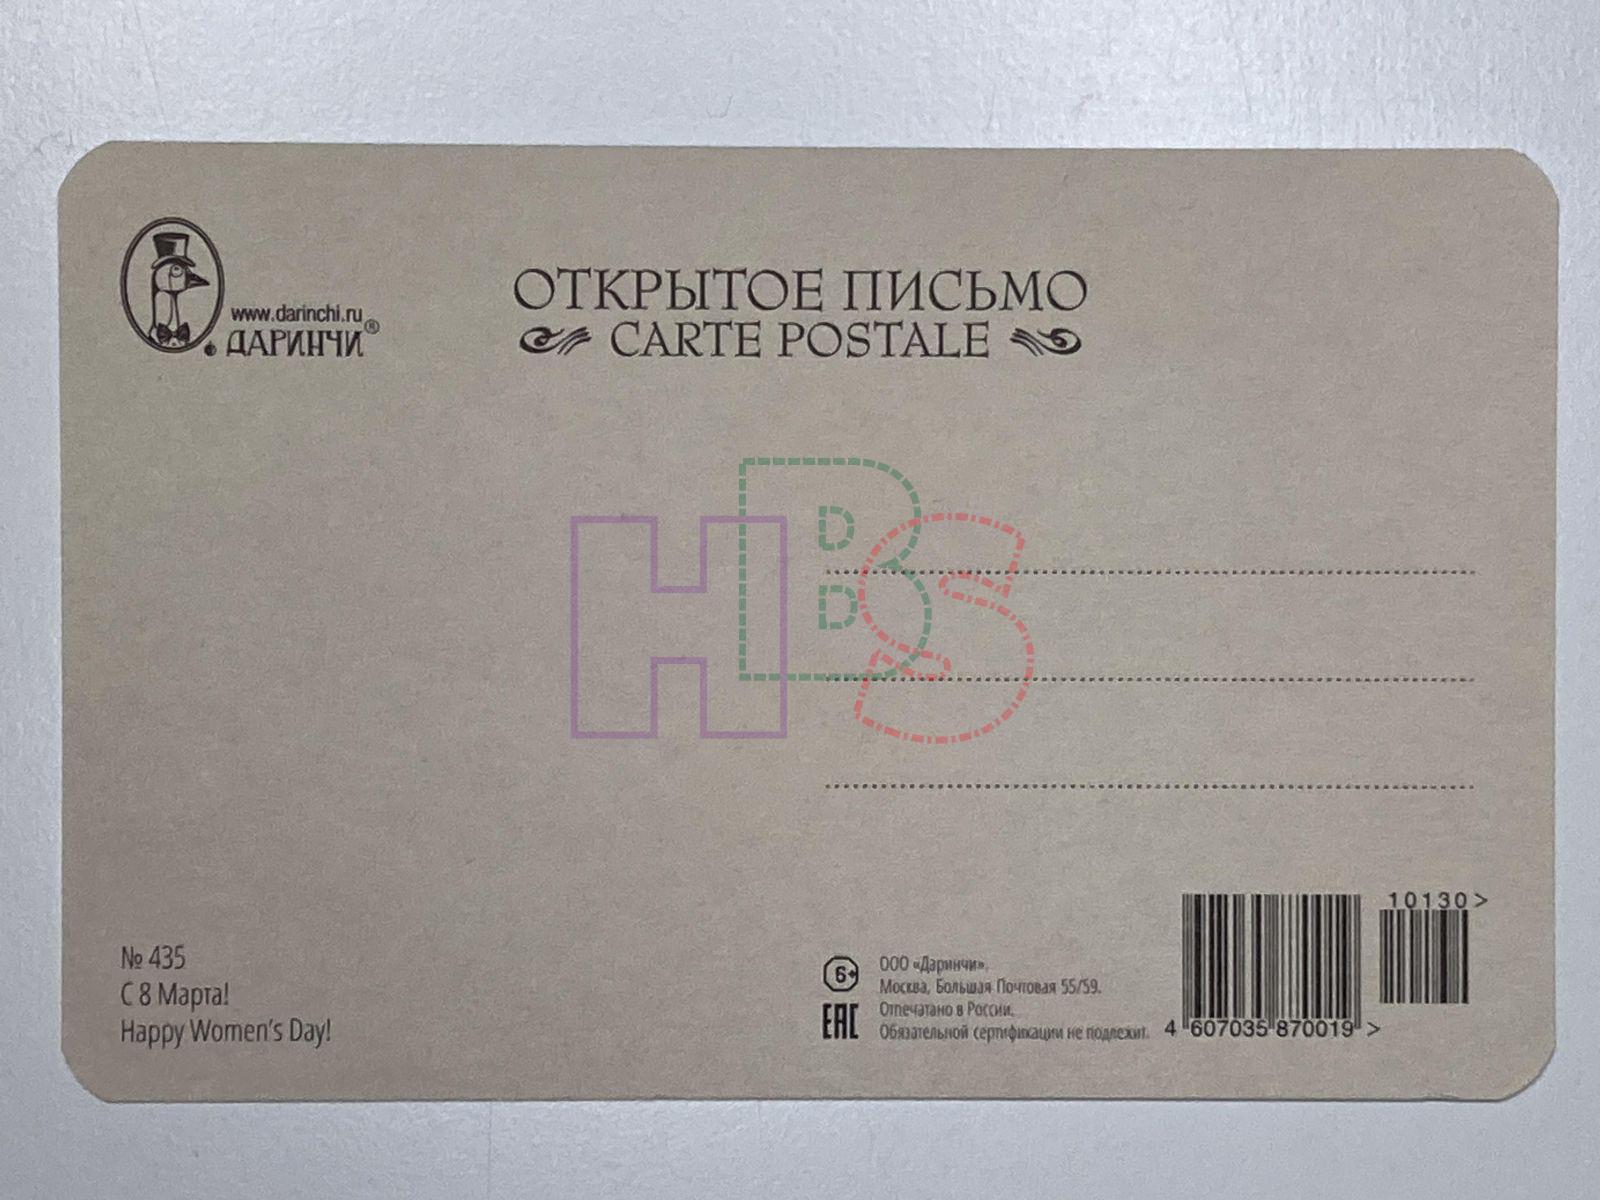 www.darinchi.ru
ДАРИНЧИ®
ОТКРЫТОЕ ПИСЬМО
CARTE POSTALE
HBS
№ 435
С 8 Марта!
Happy Women's Day!
6+
ЕАС
ООО «Даринчи».
Москва, Большая Почтовая 55/59.
Отпечатано в России.
Обязательной сертификации не подлежит.
10130 >
4 607035 870019 >